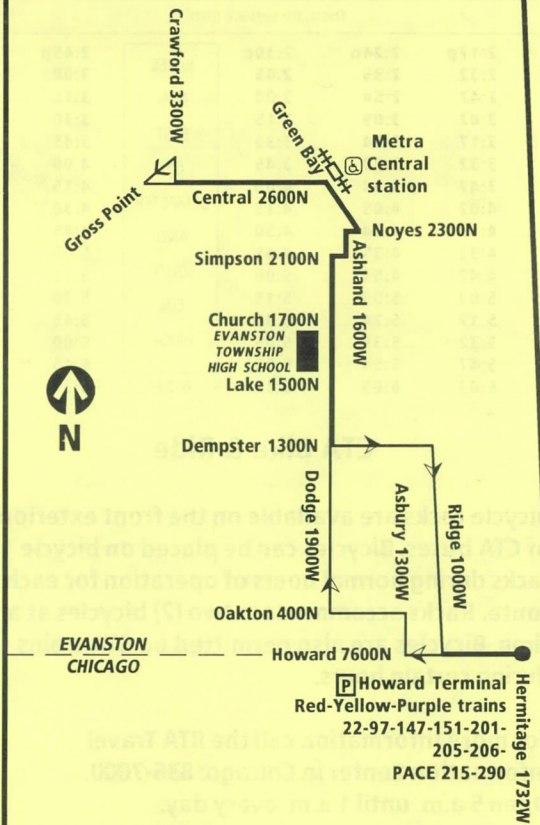 Crawford 3300W
Green Bay
Metra
Central
station
Gross Point
Central 2600N
Noyes 2300N
Simpson 2100N
Ashland 1600W
Church 1700N
EVANSTON
TOWNSHIP
HIGH SCHOOL
Lake 1500N
N
Dempster 1300N
Dodge 1900W
Asbury 1300W
Ridge 1000W
Oakton 400N
EVANSTON
CHICAGO
Howard 7600N
P Howard Terminal
Red-Yellow-Purple trains
22-97-147-151-201-
205-206-
PACE 215-290
Hermitage 1732W